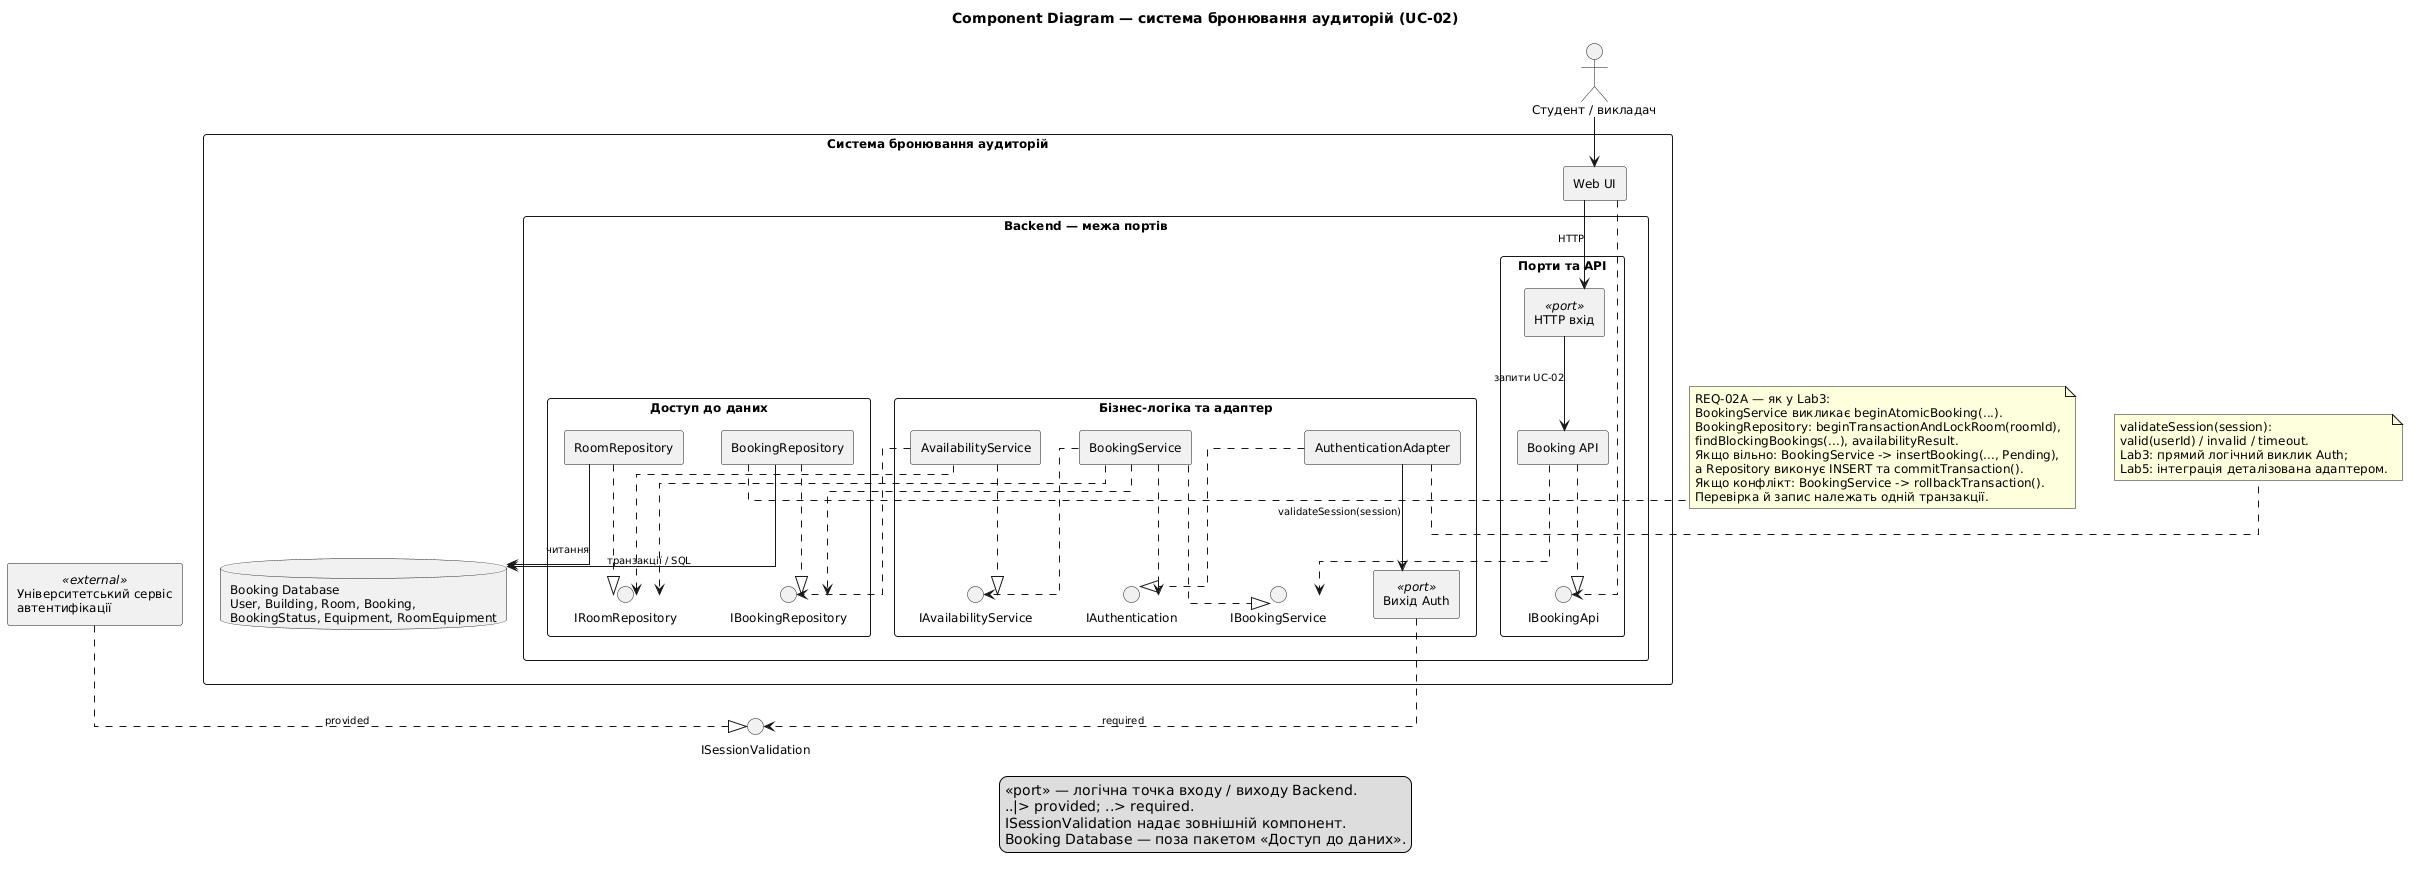 Component Diagram — система бронювання аудиторій (UC-02)
Студент / викладач
Система бронювання аудиторій
Web UI
Backend — межа портів
HTTP
Порти та API
«port»
HTTP вхід
запити UC-02
Доступ до даних
Бізнес-логіка та адаптер
RoomRepository
BookingRepository
AvailabilityService
BookingService
AuthenticationAdapter
Booking API
REQ-02A — як у Lab3:
BookingService викликає beginAtomicBooking(...).
BookingRepository: beginTransactionAndLockRoom(roomId),
findBlockingBookings(...), availabilityResult.
Якщо вільно: BookingService -> insertBooking(..., Pending),
а Repository виконує INSERT та commitTransaction().
Якщо конфлікт: BookingService -> rollbackTransaction().
Перевірка й запис належать одній транзакції.
validateSession(session):
valid(userId) / invalid / timeout.
Lab3: прямий логічний виклик Auth;
Lab5: інтеграція деталізована адаптером.
validateSession(session)
читання
транзакції / SQL
«external»
Університетський сервіс
автентифікації
Booking Database
User, Building, Room, Booking,
BookingStatus, Equipment, RoomEquipment
IRoomRepository
IBookingRepository
IAvailabilityService
IAuthentication
IBookingService
«port»
Вихід Auth
IBookingApi
provided
required
ISessionValidation
«port» — логічна точка входу / виходу Backend.
..|> provided; ..> required.
ISessionValidation надає зовнішній компонент.
Booking Database — поза пакетом «Доступ до даних».